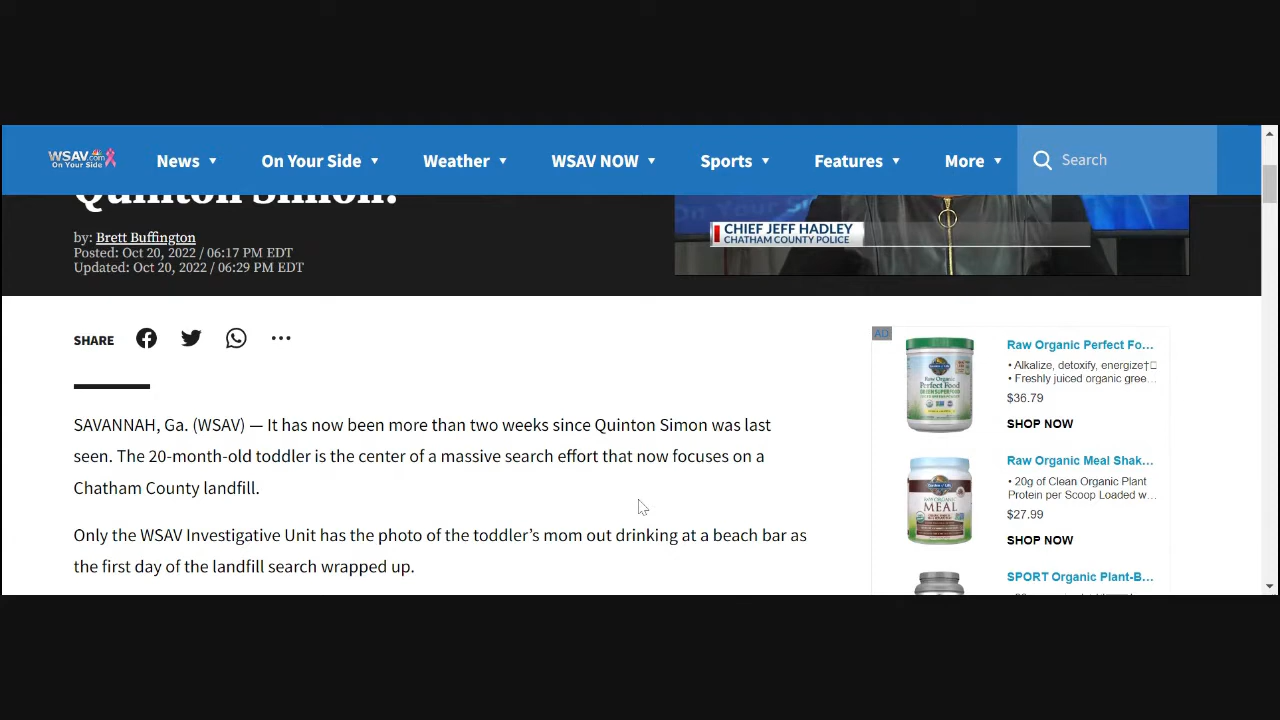 WSAV.com
On Your Side
News
On Your Side
Weather
WSAV NOW
Sports
Features
More
Search
Quinton Simon?
by: Brett Buffington
Posted: Oct 20, 2022 / 06:17 PM EDT
Updated: Oct 20, 2022 / 06:29 PM EDT
CHIEF JEFF HADLEY
CHATHAM COUNTY POLICE
SHARE
SAVANNAH, Ga. (WSAV) — It has now been more than two weeks since Quinton Simon was last
seen. The 20-month-old toddler is the center of a massive search effort that now focuses on a
Chatham County landfill.
Only the WSAV Investigative Unit has the photo of the toddler’s mom out drinking at a beach bar as
the first day of the landfill search wrapped up.
AD
Raw Organic
Perfect Food
Raw Organic Perfect Fo...
• Alkalize, detoxify, energize†
• Freshly juiced organic gree...
$36.79
SHOP NOW
RAW ORGANIC
MEAL
Raw Organic Meal Shak...
• 20g of Clean Organic Plant
Protein per Scoop Loaded w...
$27.99
SHOP NOW
SPORT Organic Plant-B...